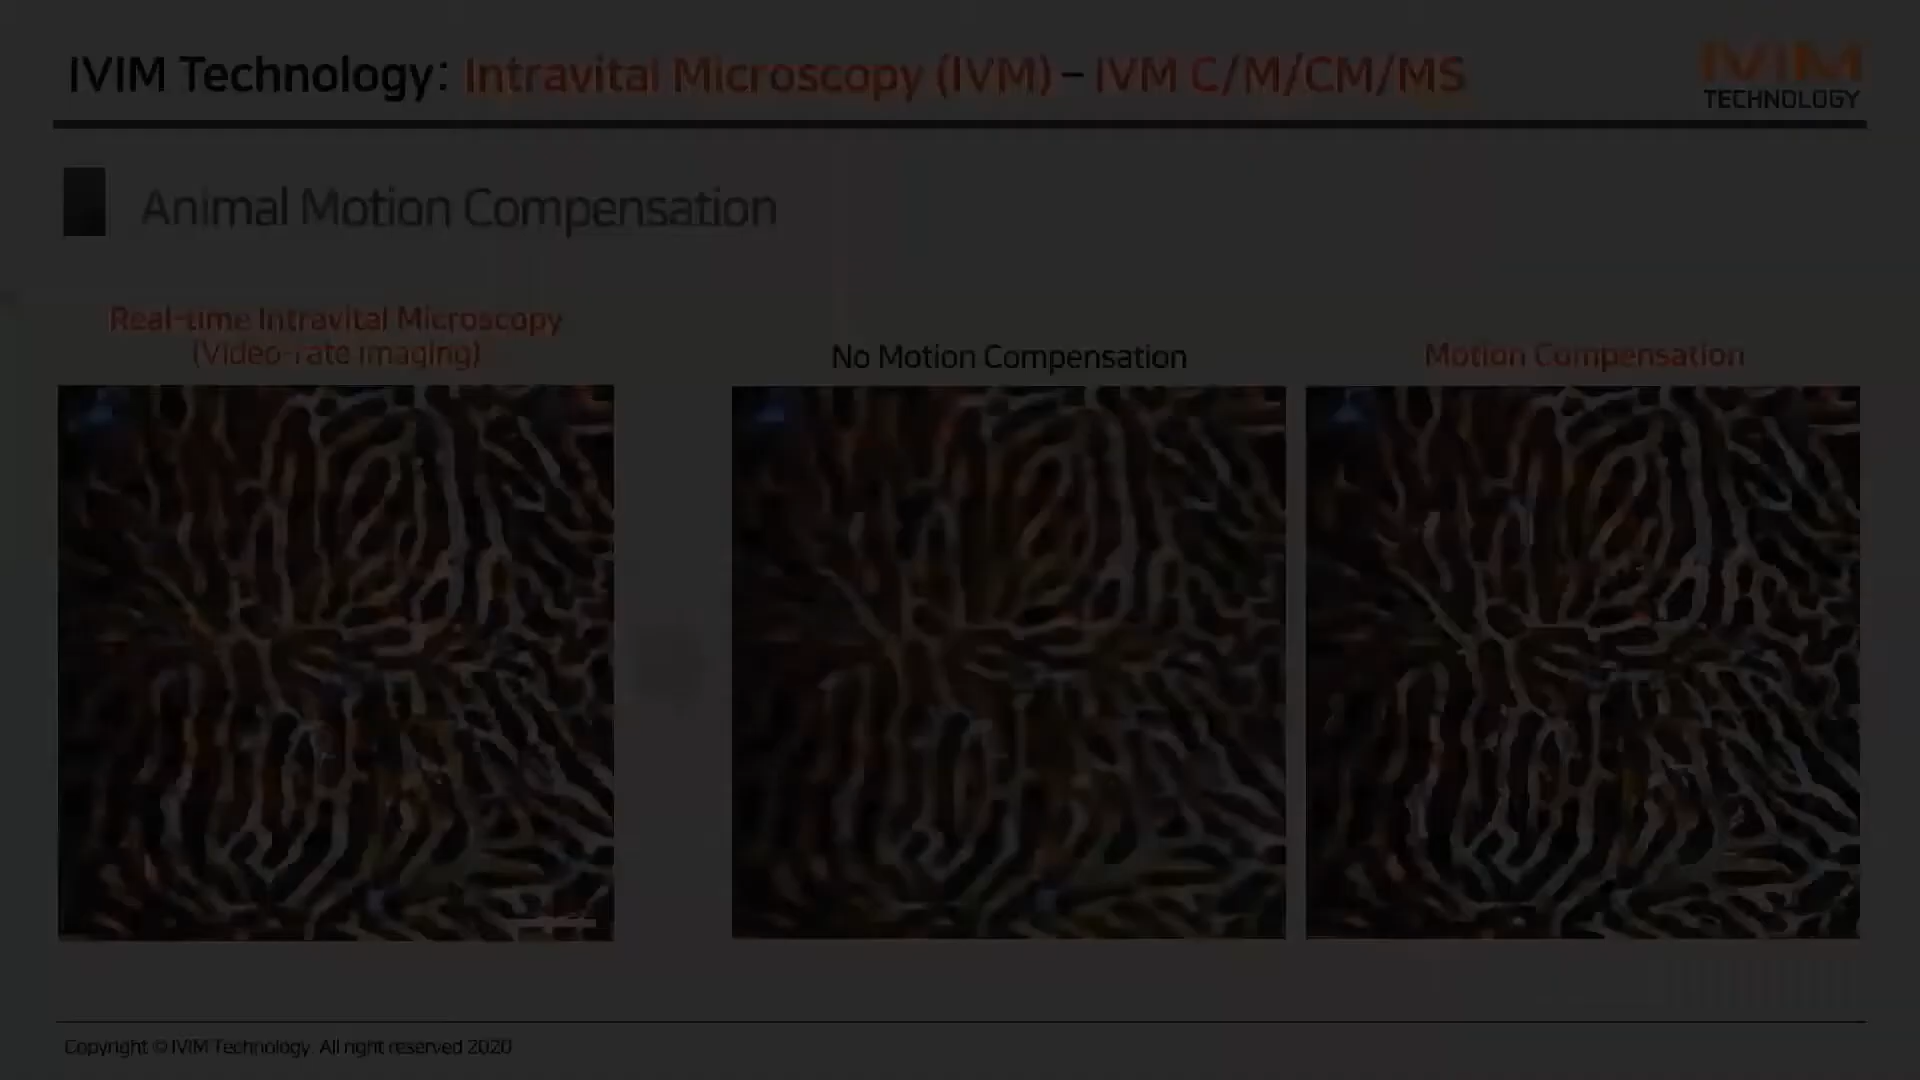 IVIM Technology: Intravital Microscopy (IVM) – IVM C/M/CM/MS
IVIM
TECHNOLOGY
Animal Motion Compensation
Real-time Intravital Microscopy
(Video-rate imaging)
No Motion Compensation
Motion Compensation
Copyright © IVIM Technology. All right reserved 2020